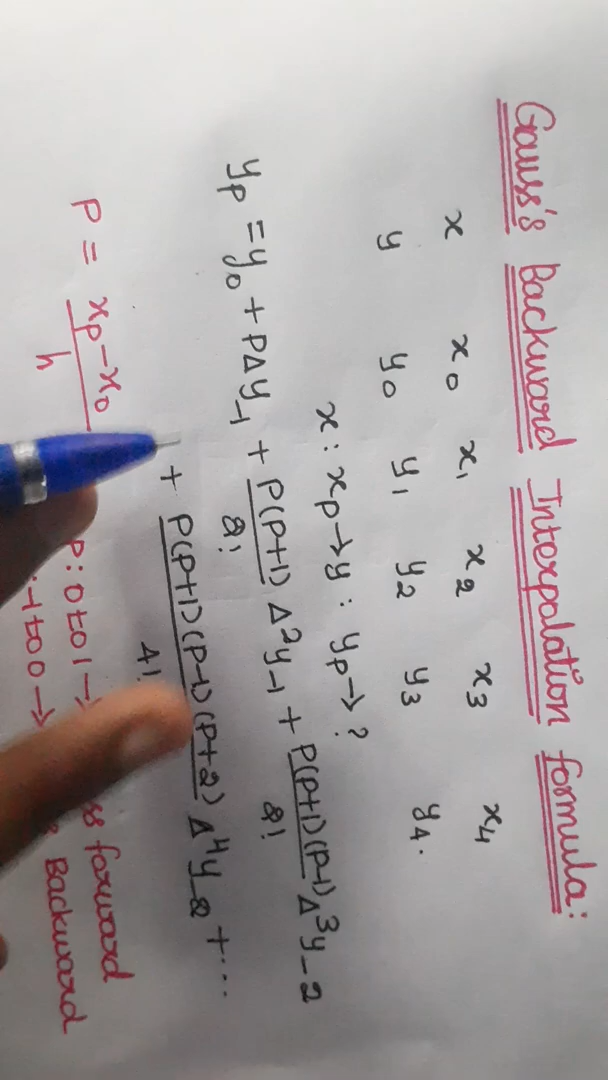 Gauss's Backward Interpolation formula:
x x₀ x₁ x₂ x₃ x₄
y y₀ y₁ y₂ y₃ y₄.
x : xₚ → y : yₚ → ?
yₚ = y₀ + PΔy₋₁ + P(P+1)/2! Δ²y₋₁ + P(P+1)(P-1)/2! Δ³y₋₂
+ P(P+1)(P-1)(P+2)/4! Δ⁴y₋₂ + ...
P = xₚ-x₀/h P: 0 to 1 → forward
-1 to 0 → Backward